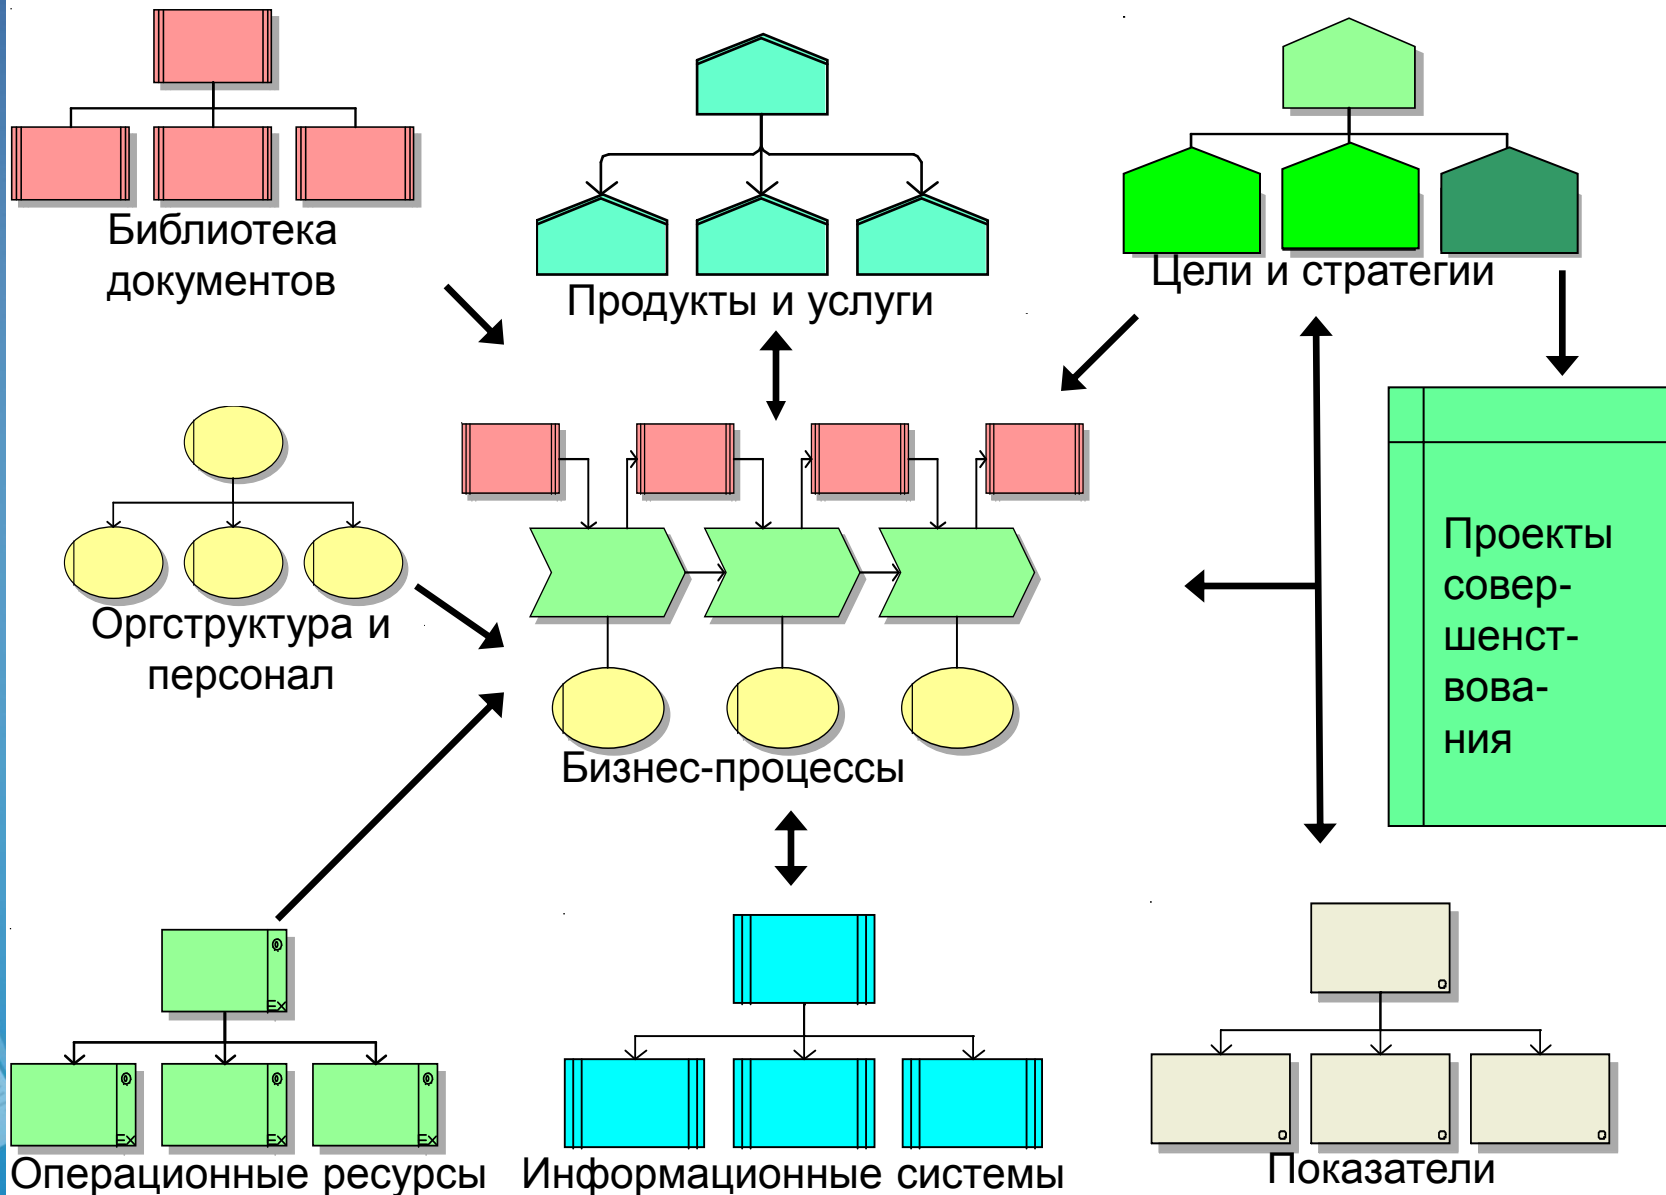 Библиотека
документов
Продукты и услуги
Цели и стратегии
Оргструктура и
персонал
Проекты
совер-
шенст-
вова-
ния
Бизнес-процессы
Операционные ресурсы
Информационные системы
Показатели